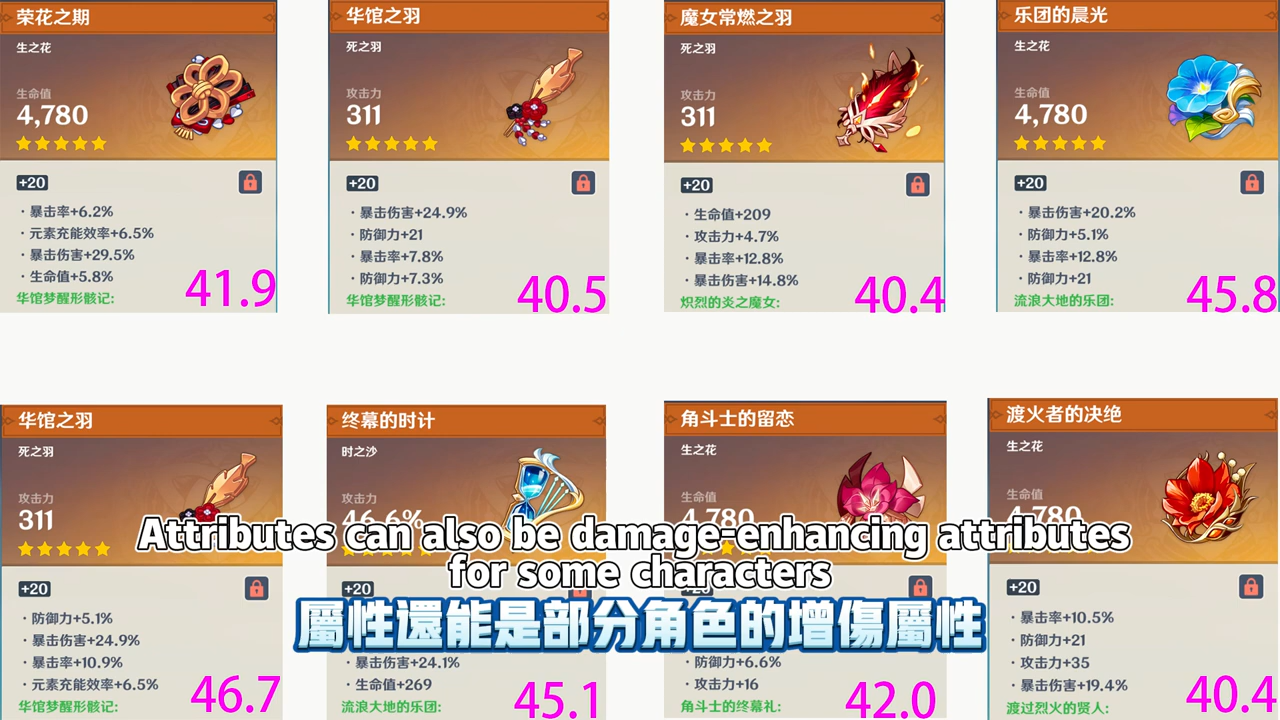 荣花之期
生之花
生命值
4,780
+20
·暴击率+6.2%
·元素充能效率+6.5%
·暴击伤害+29.5%
·生命值+5.8%
华馆梦醒形骸记:
41.9
华馆之羽
死之羽
攻击力
311
+20
·暴击伤害+24.9%
·防御力+21
·暴击率+7.8%
·防御力+7.3%
华馆梦醒形骸记:
40.5
魔女常燃之羽
死之羽
攻击力
311
+20
·生命值+209
·攻击力+4.7%
·暴击率+12.8%
·暴击伤害+14.8%
炽烈的炎之魔女:
40.4
乐团的晨光
生之花
生命值
4,780
+20
·暴击伤害+20.2%
·防御力+5.1%
·暴击率+12.8%
·防御力+21
流浪大地的乐团:
45.8
华馆之羽
死之羽
攻击力
311
+20
·防御力+5.1%
·暴击伤害+24.9%
·暴击率+10.9%
·元素充能效率+6.5%
华馆梦醒形骸记:
46.7
终幕的时计
时之沙
攻击力
46.6%
+20
·暴击伤害+24.1%
·生命值+269
流浪大地的乐团:
45.1
角斗士的留恋
生之花
生命值
4,780
+20
·防御力+6.6%
·攻击力+16
角斗士的终幕礼:
42.0
渡火者的决绝
生之花
生命值
4,780
+20
·暴击率+10.5%
·防御力+21
·攻击力+35
·暴击伤害+19.4%
渡过烈火的贤人:
40.4
Attributes can also be damage-enhancing attributes
for some characters
屬性還能是部分角色的增傷屬性